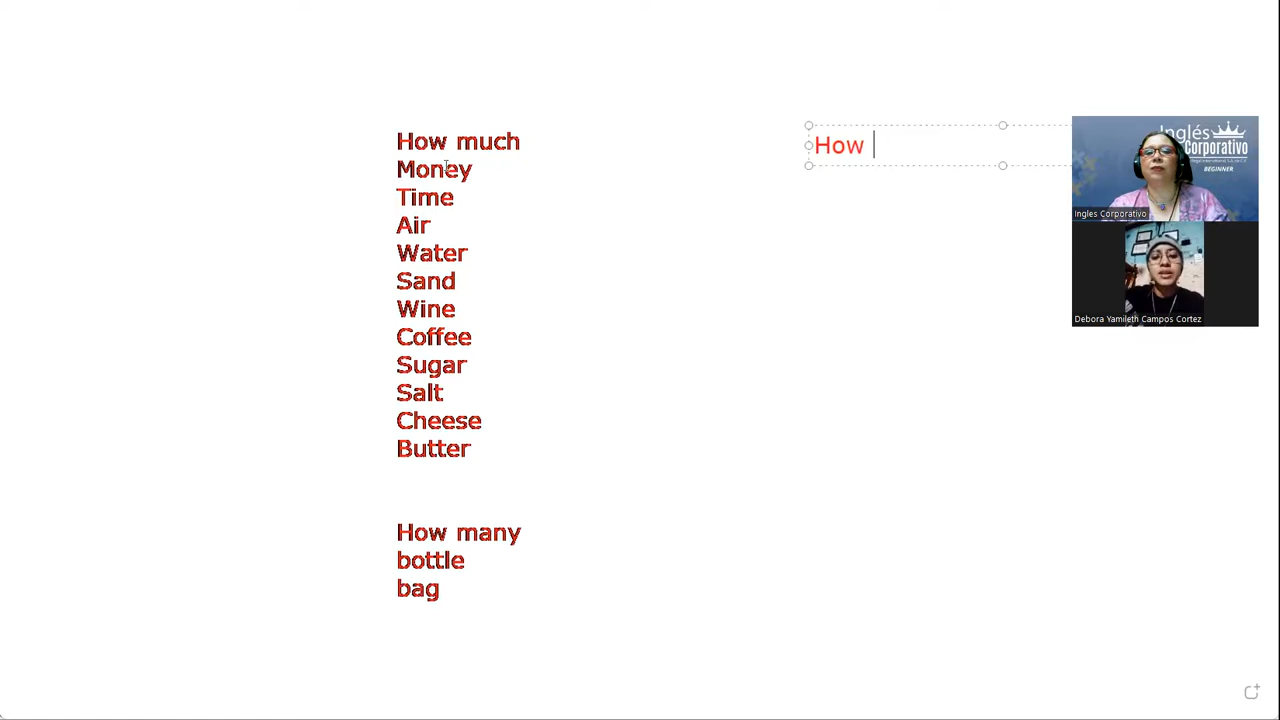 How much
Money
Time
Air
Water
Sand
Wine
Coffee
Sugar
Salt
Cheese
Butter
How many
bottle
bag
How
Inglés
Corporativo
BEGINNER
Ingles Corporativo
Debora Yamileth Campos Cortez